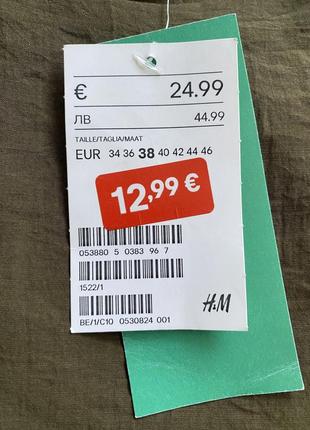 € 24.99
ЛВ 44.99
TAILLE/TAGLIA/MAAT
EUR 34 36 38 40 42 44 46
12,99 €
053880 5 0383 96 7
1522/1
H&M
BE/1/C10 0530824 001